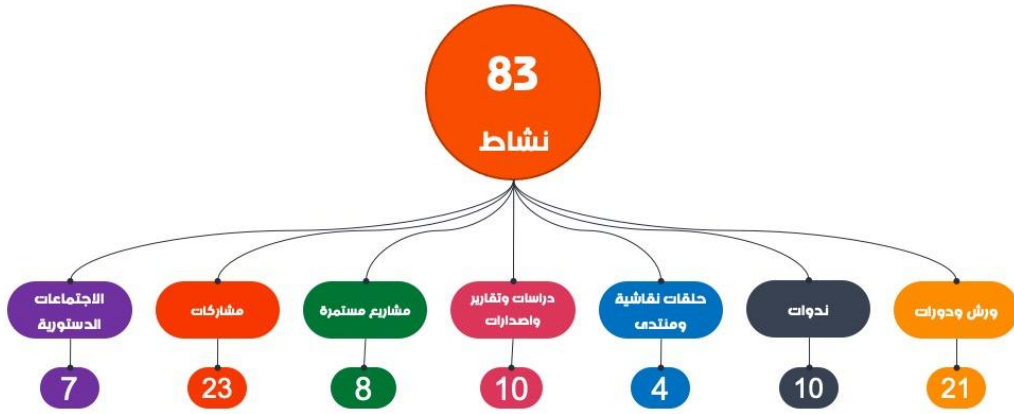 83
نشاط
ورش ودورات
ندوات
حلقات نقاشية
ومنتدى
دراسات وتقارير
واصدارات
مشاريع مستمرة
مشاركات
الاجتماعات
الدستورية
21
10
4
10
8
23
7